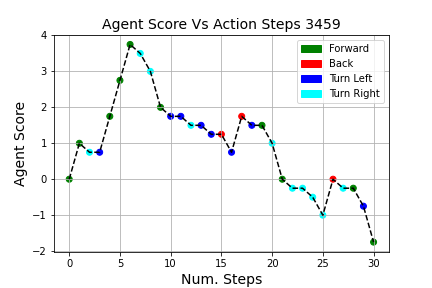 Agent Score Vs Action Steps 3459
Forward
Back
Turn Left
Turn Right
Agent Score
4
3
2
1
0
−1
−2
0 5 10 15 20 25 30
Num. Steps